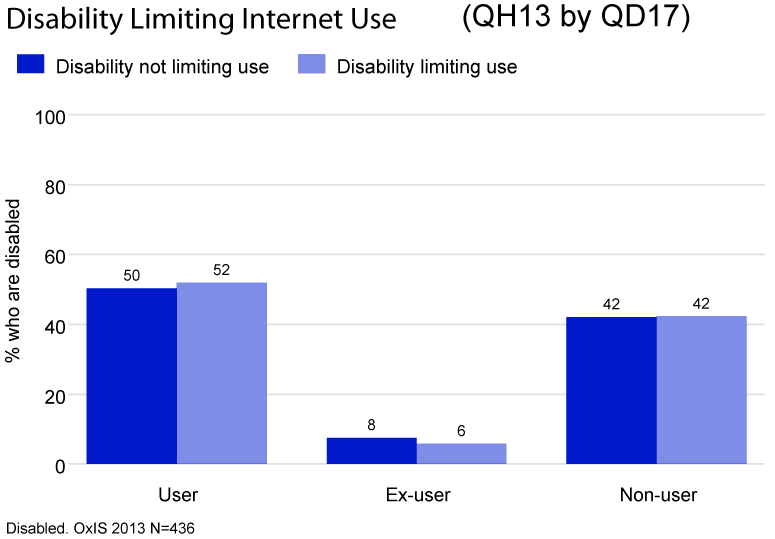 Disability Limiting Internet Use (QH13 by QD17)
Disability not limiting use Disability limiting use
100
80
60
40
20
0
% who are disabled
50 52
8 6
42 42
User Ex-user Non-user
Disabled. OxIS 2013 N=436